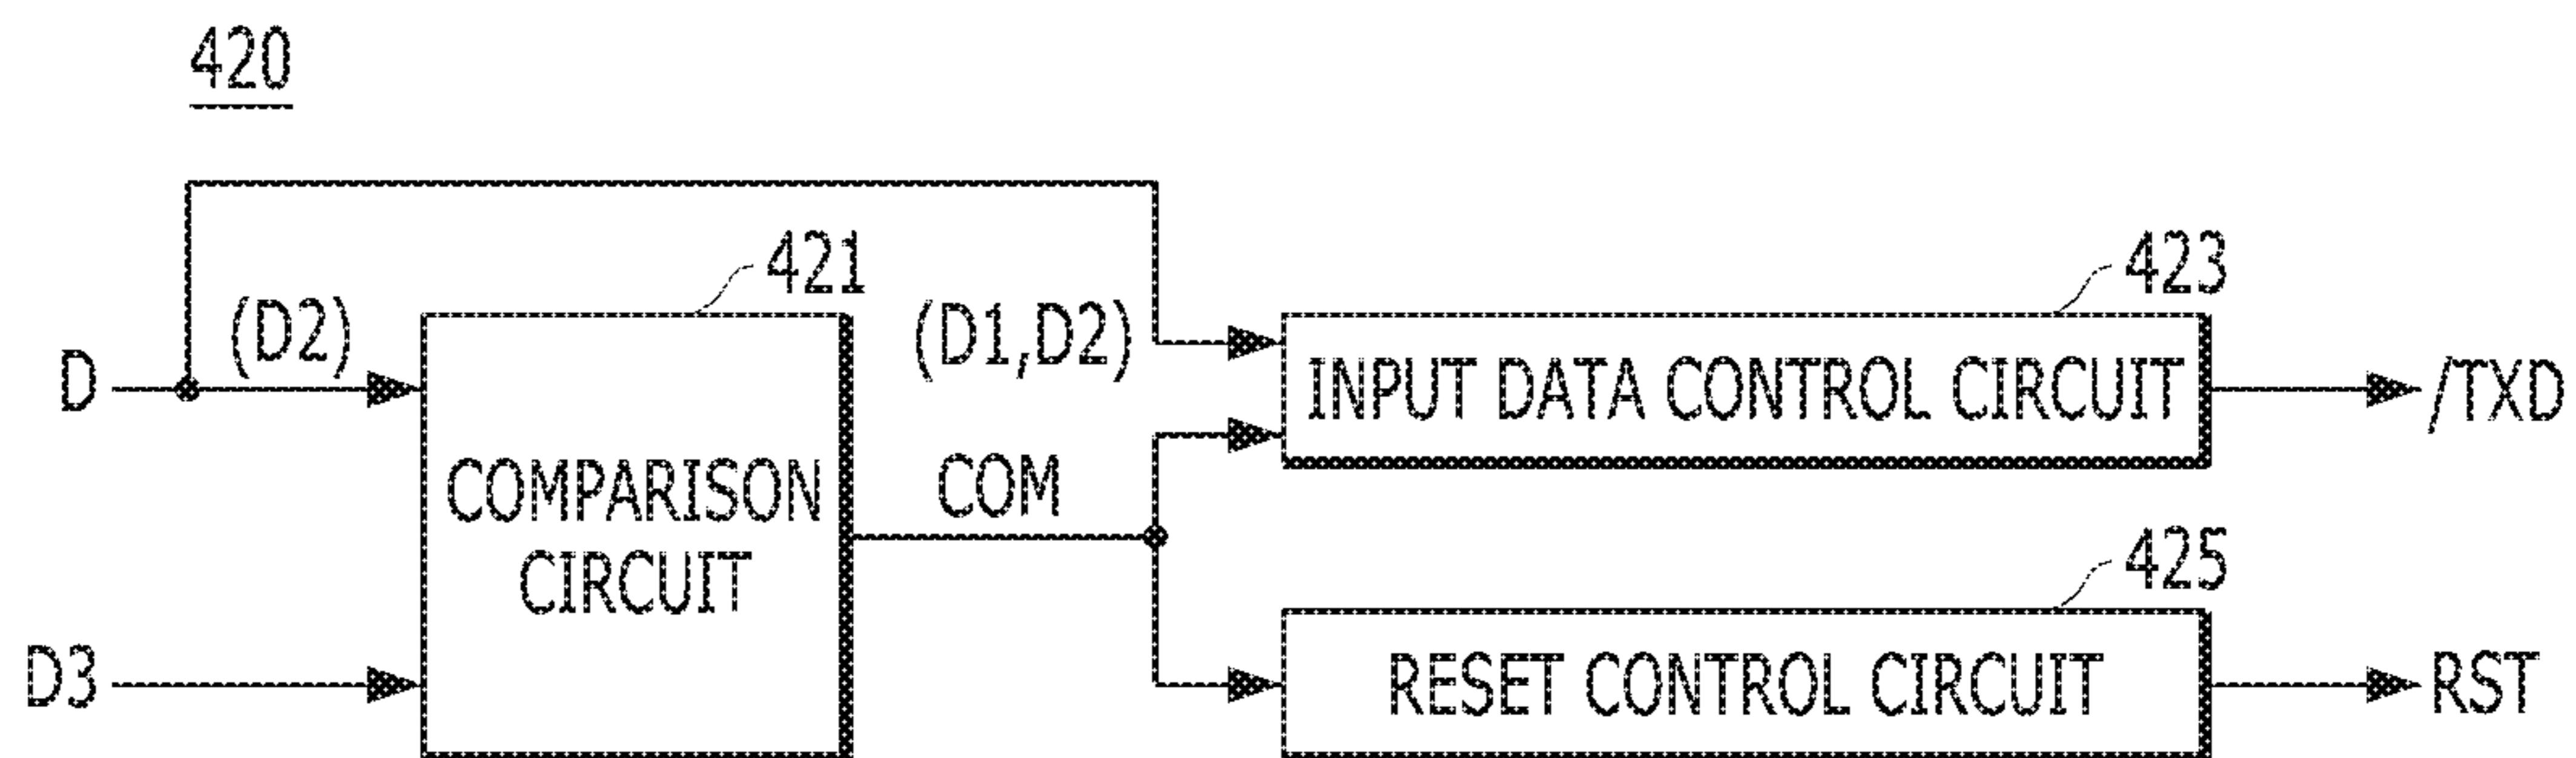 420
421
423
(D2)
(D1,D2)
D
INPUT DATA CONTROL CIRCUIT
/TXD
COMPARISON
CIRCUIT
COM
425
D3
RESET CONTROL CIRCUIT
RST